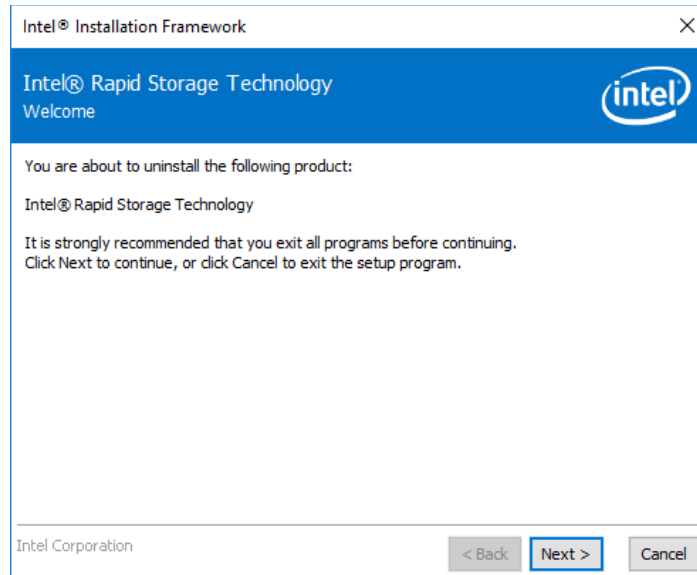 Intel® Installation Framework
Intel® Rapid Storage Technology
Welcome
intel
You are about to uninstall the following product:
Intel® Rapid Storage Technology
It is strongly recommended that you exit all programs before continuing.
Click Next to continue, or click Cancel to exit the setup program.
Intel Corporation
< Back
Next >
Cancel